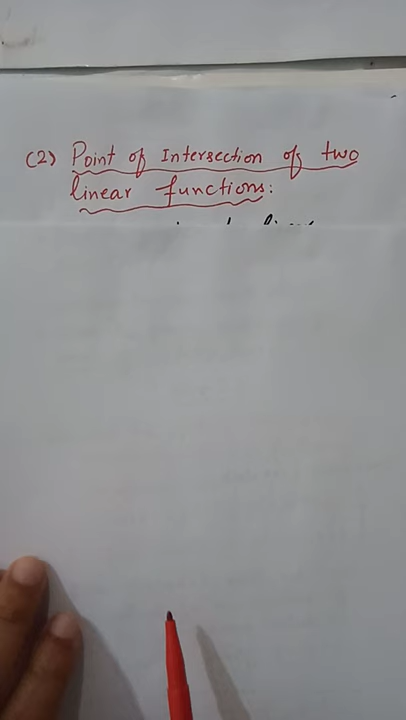 (2) Point of Intersection of two
linear functions: